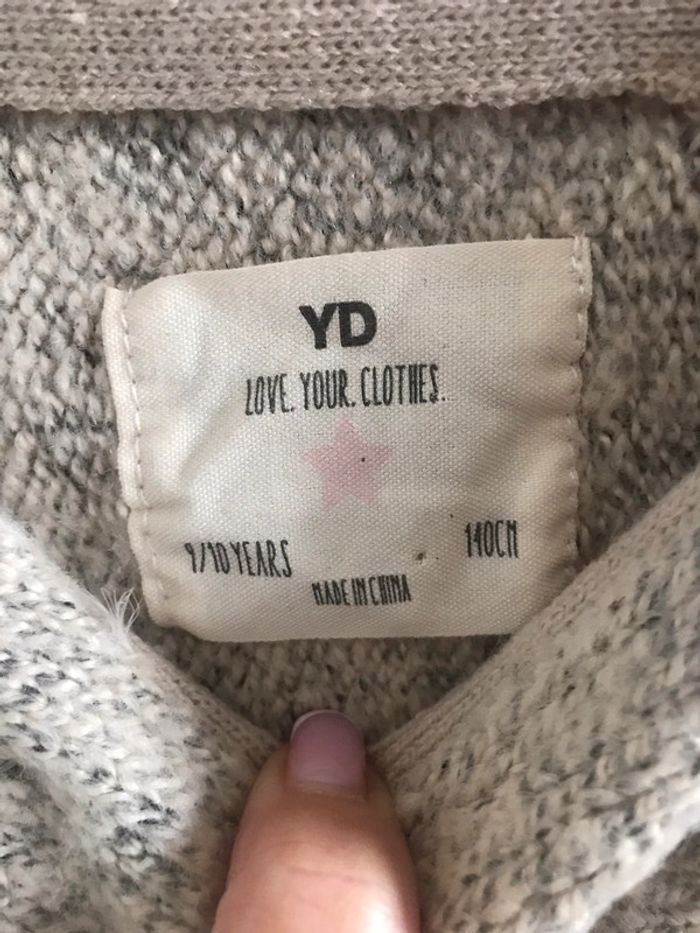 YD
LOVE. YOUR. CLOTHES.
9/10 YEARS
140CM
MADE IN CHINA